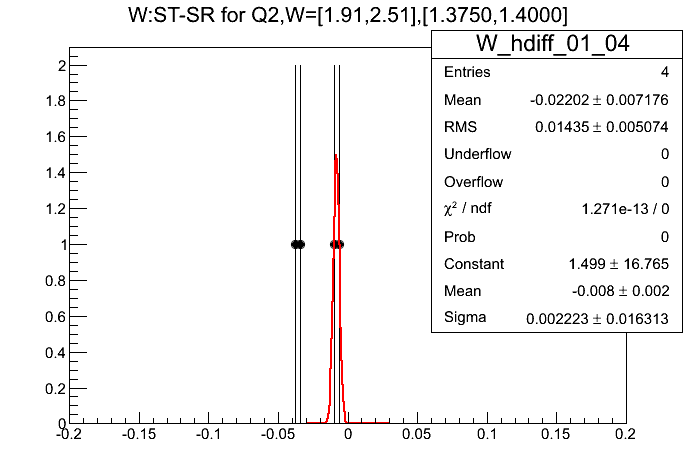 W:ST-SR for Q2,W=[1.91,2.51],[1.3750,1.4000]
W_hdiff_01_04
Entries 4
Mean -0.02202 ± 0.007176
RMS 0.01435 ± 0.005074
Underflow 0
Overflow 0
χ² / ndf 1.271e-13 / 0
Prob 0
Constant 1.499 ± 16.765
Mean -0.008 ± 0.002
Sigma 0.002223 ± 0.016313
2
1.8
1.6
1.4
1.2
1
0.8
0.6
0.4
0.2
0
-0.2 -0.15 -0.1 -0.05 0 0.05 0.1 0.15 0.2